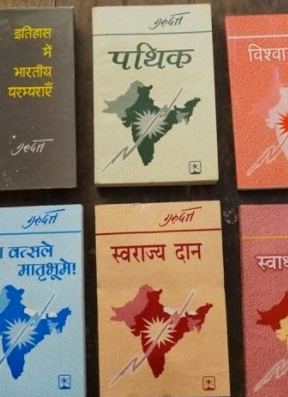 इतिहास
में
भारतीय
परम्पराएँ
गुरुदत्त
गुरुदत्त
पथिक
गुरुदत्त
वत्सले
मातृभूमे!
गुरुदत्त
स्वराज्य दान